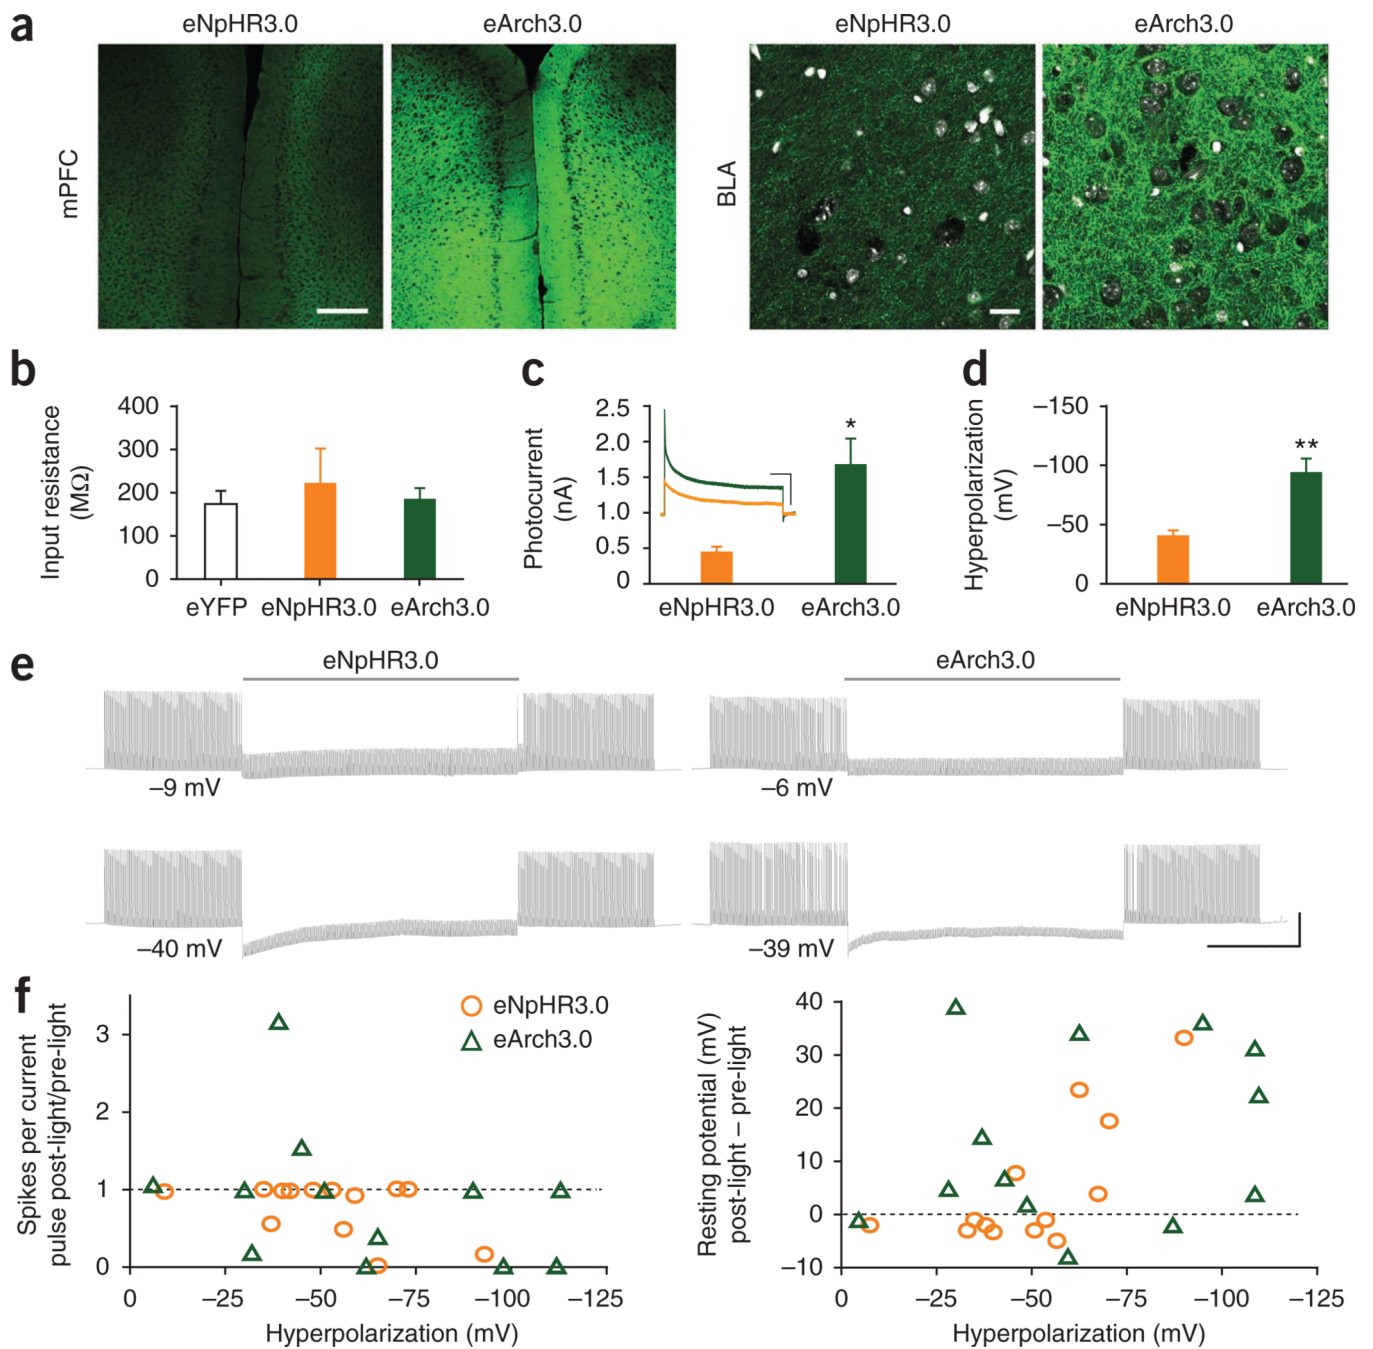 a
eNpHR3.0
eArch3.0
eNpHR3.0
eArch3.0
mPFC
BLA
b
Input resistance
(MΩ)
400
300
200
100
0
eYFP
eNpHR3.0
eArch3.0
c
Photocurrent
(nA)
2.5
2.0
1.5
1.0
0.5
0
*
eNpHR3.0
eArch3.0
d
Hyperpolarization
(mV)
–150
–100
–50
0
**
eNpHR3.0
eArch3.0
e
eNpHR3.0
eArch3.0
–9 mV
–6 mV
–40 mV
–39 mV
f
Spikes per current
pulse post-light/pre-light
3
2
1
0
eNpHR3.0
eArch3.0
0
–25
–50
–75
–100
–125
Hyperpolarization (mV)
Resting potential (mV)
post-light – pre-light
40
30
20
10
0
–10
0
–25
–50
–75
–100
–125
Hyperpolarization (mV)